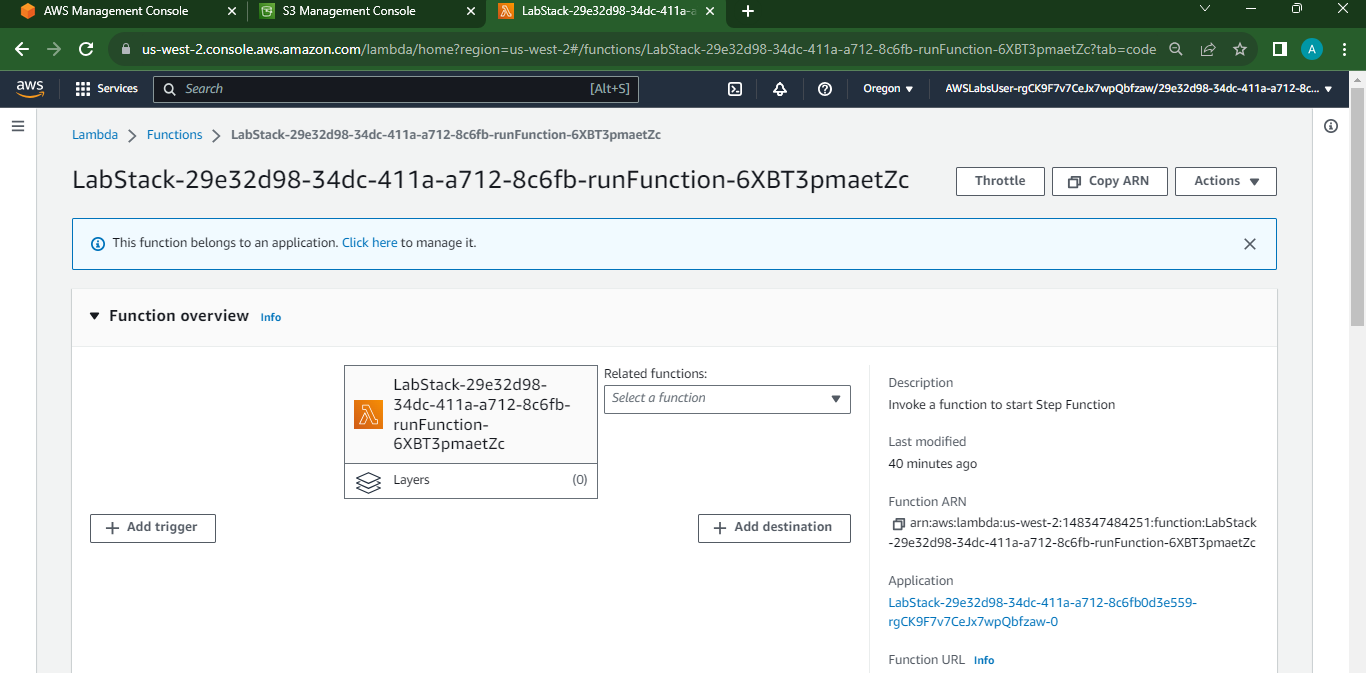 AWS Management Console
S3 Management Console
LabStack-29e32d98-34dc-411a-a
us-west-2.console.aws.amazon.com/lambda/home?region=us-west-2#/functions/LabStack-29e32d98-34dc-411a-a712-8c6fb-runFunction-6XBT3pmaetZc?tab=code
A
aws
Services
Search
[Alt+S]
Oregon
AWSLabsUser-rgCK9F7v7CeJx7wpQbfzaw/29e32d98-34dc-411a-a712-8c...
Lambda
Functions
LabStack-29e32d98-34dc-411a-a712-8c6fb-runFunction-6XBT3pmaetZc
LabStack-29e32d98-34dc-411a-a712-8c6fb-runFunction-6XBT3pmaetZc
Throttle
Copy ARN
Actions
This function belongs to an application. Click here to manage it.
Function overview Info
LabStack-29e32d98-
34dc-411a-a712-8c6fb-
runFunction-
6XBT3pmaetZc
Layers
(0)
Related functions:
Select a function
Add trigger
Add destination
Description
Invoke a function to start Step Function
Last modified
40 minutes ago
Function ARN
arn:aws:lambda:us-west-2:148347484251:function:LabStack
-29e32d98-34dc-411a-a712-8c6fb-runFunction-6XBT3pmaetZc
Application
LabStack-29e32d98-34dc-411a-a712-8c6fb0d3e559-
rgCK9F7v7CeJx7wpQbfzaw-0
Function URL Info